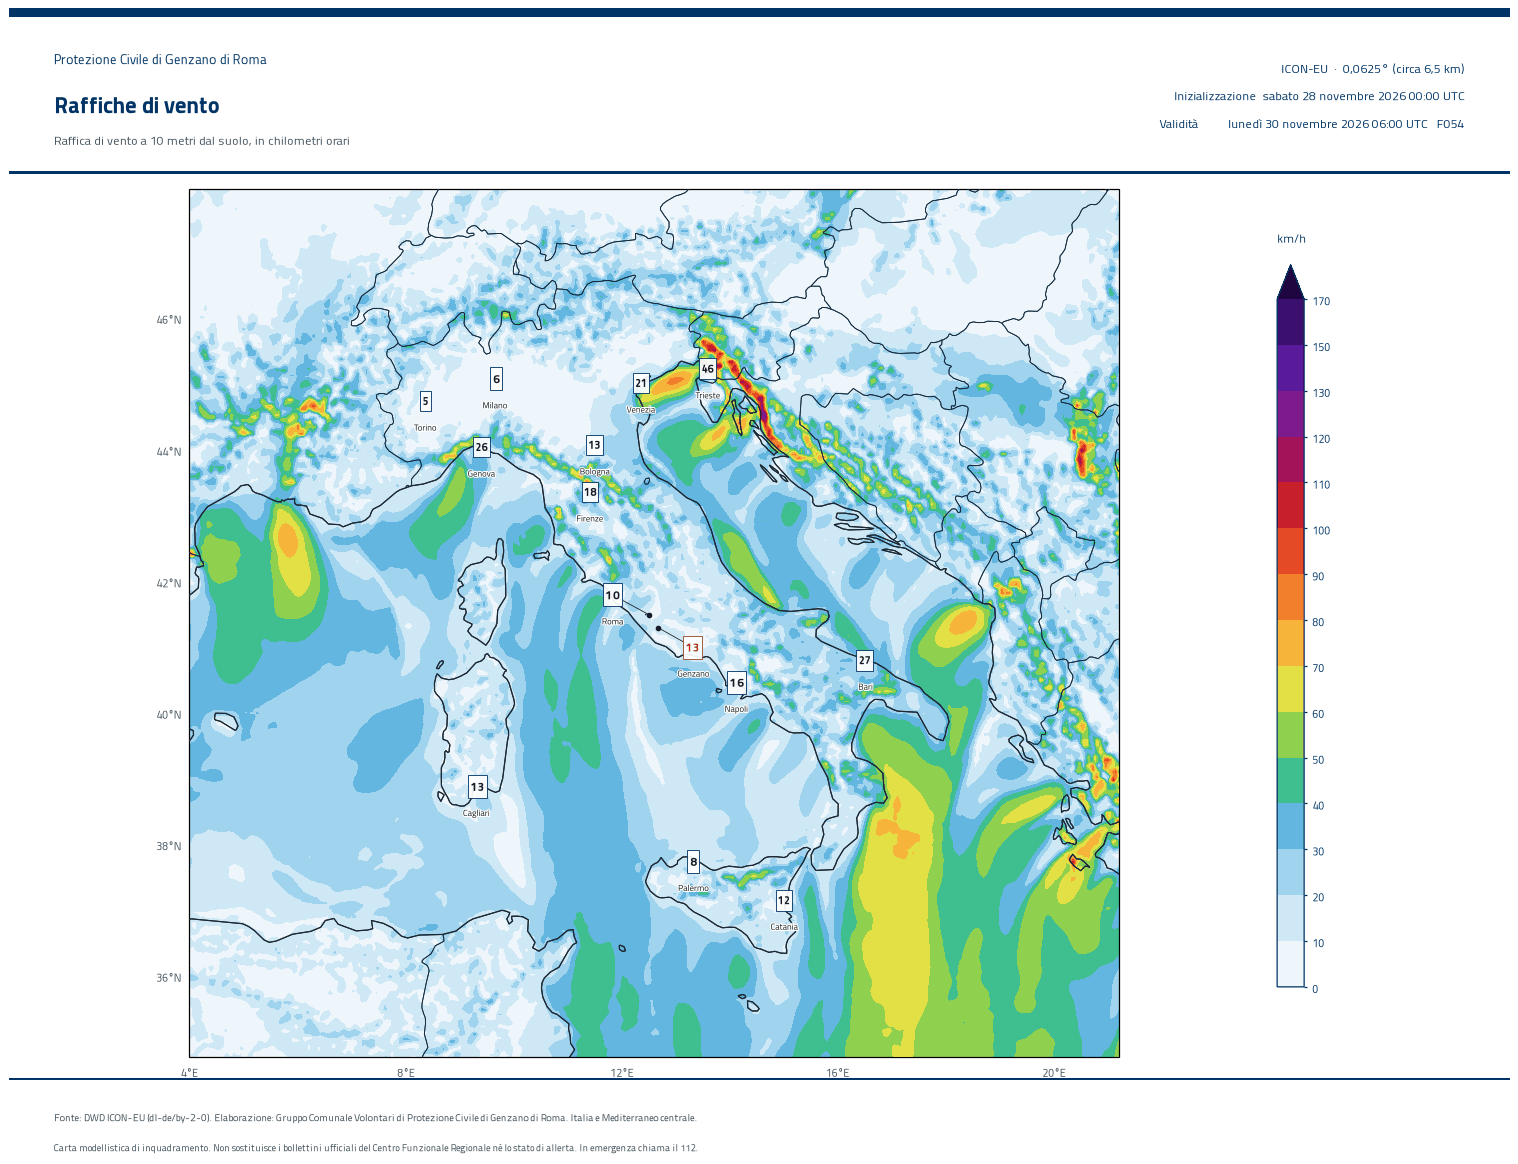 Protezione Civile di Genzano di Roma
Raffiche di vento
Raffica di vento a 10 metri dal suolo, in chilometri orari
ICON-EU · 0,0625° (circa 6,5 km)
Inizializzazione sabato 28 novembre 2026 00:00 UTC
Validità lunedì 30 novembre 2026 06:00 UTC F054
km/h
170
150
130
120
110
100
90
80
70
60
50
40
30
20
10
0
46°N
44°N
42°N
40°N
38°N
36°N
4°E
8°E
12°E
16°E
20°E
46
Trieste
21
Venezia
6
Milano
5
Torino
26
Genova
13
Bologna
18
Firenze
10
Roma
13
Genzano
16
Napoli
27
Bari
13
Cagliari
8
Palermo
12
Catania
Fonte: DWD ICON-EU (dl-de/by-2-0). Elaborazione: Gruppo Comunale Volontari di Protezione Civile di Genzano di Roma. Italia e Mediterraneo centrale.
Carta modellistica di inquadramento. Non sostituisce i bollettini ufficiali del Centro Funzionale Regionale né lo stato di allerta. In emergenza chiama il 112.